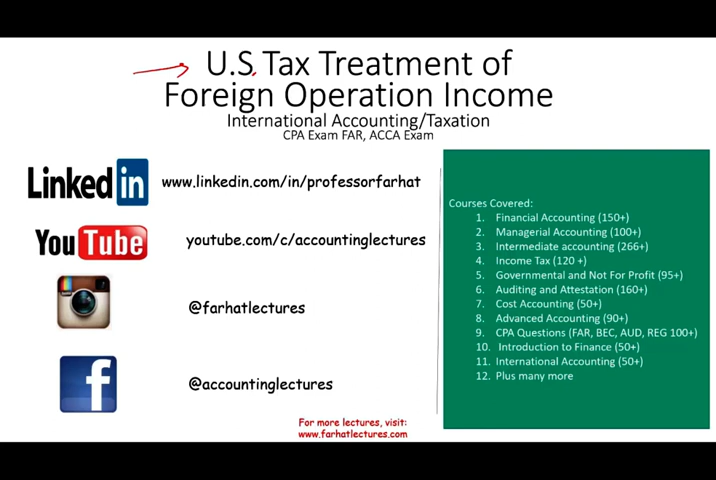 U.S. Tax Treatment of
Foreign Operation Income
International Accounting/Taxation
CPA Exam FAR, ACCA Exam
Linked in
www.linkedin.com/in/professorfarhat
You Tube
youtube.com/c/accountinglectures
@farhatlectures
f
@accountinglectures
For more lectures, visit:
www.farhatlectures.com
Courses Covered:
1. Financial Accounting (150+)
2. Managerial Accounting (100+)
3. Intermediate accounting (266+)
4. Income Tax (120 +)
5. Governmental and Not For Profit (95+)
6. Auditing and Attestation (160+)
7. Cost Accounting (50+)
8. Advanced Accounting (90+)
9. CPA Questions (FAR, BEC, AUD, REG 100+)
10. Introduction to Finance (50+)
11. International Accounting (50+)
12. Plus many more